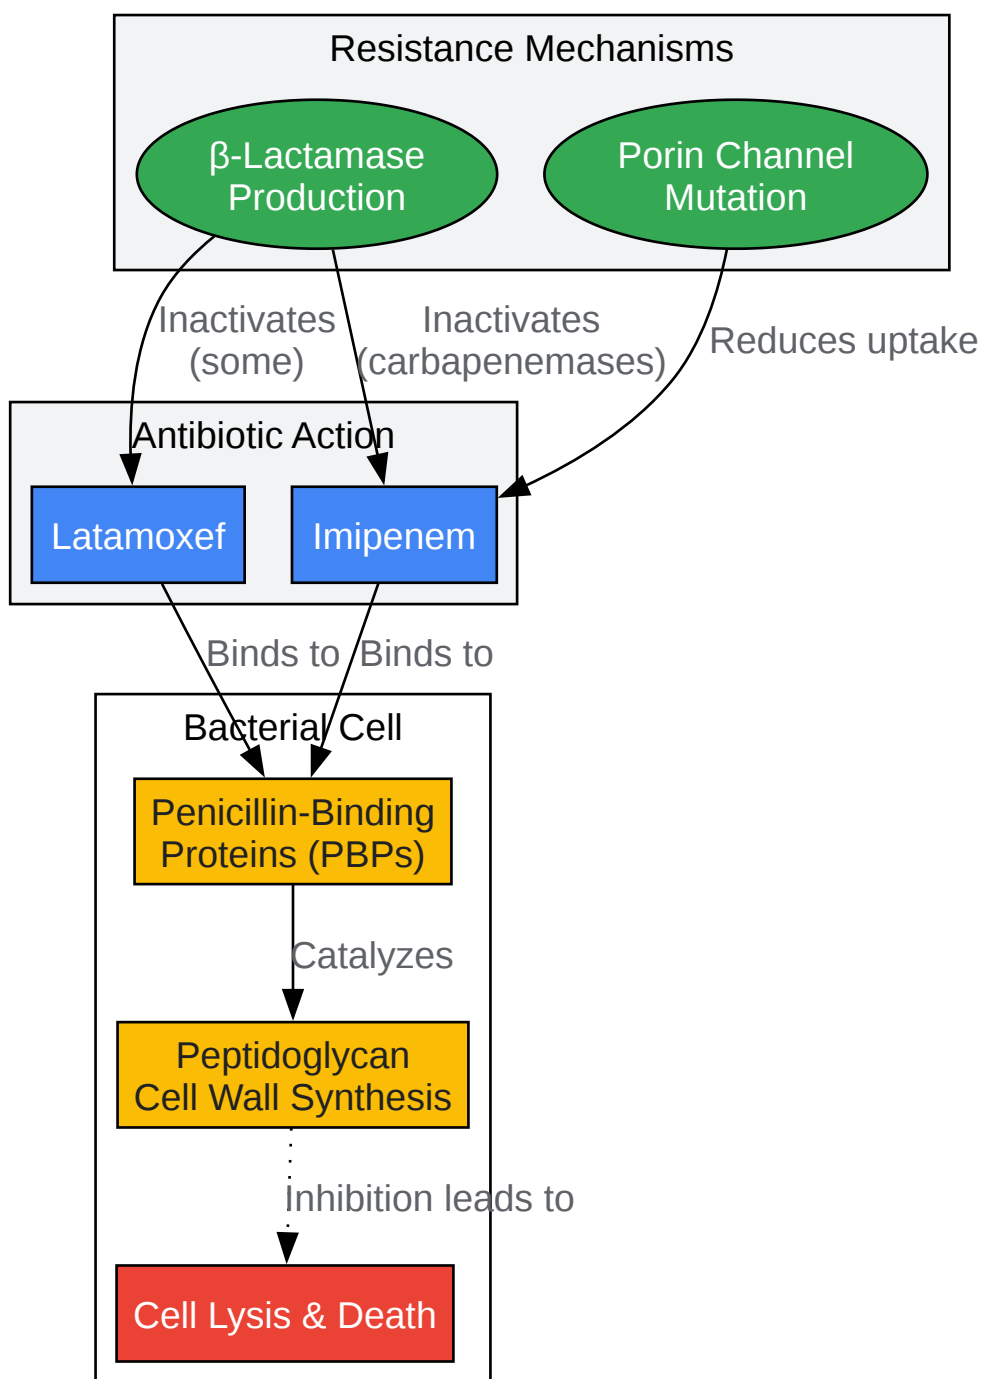 Resistance Mechanisms
β-Lactamase
Production
Porin Channel
Mutation
Inactivates
(some)
Inactivates
(carbapenemases)
Reduces uptake
Antibiotic Action
Latamoxef
Imipenem
Binds to
Binds to
Bacterial Cell
Penicillin-Binding
Proteins (PBPs)
Catalyzes
Peptidoglycan
Cell Wall Synthesis
Inhibition leads to
Cell Lysis & Death